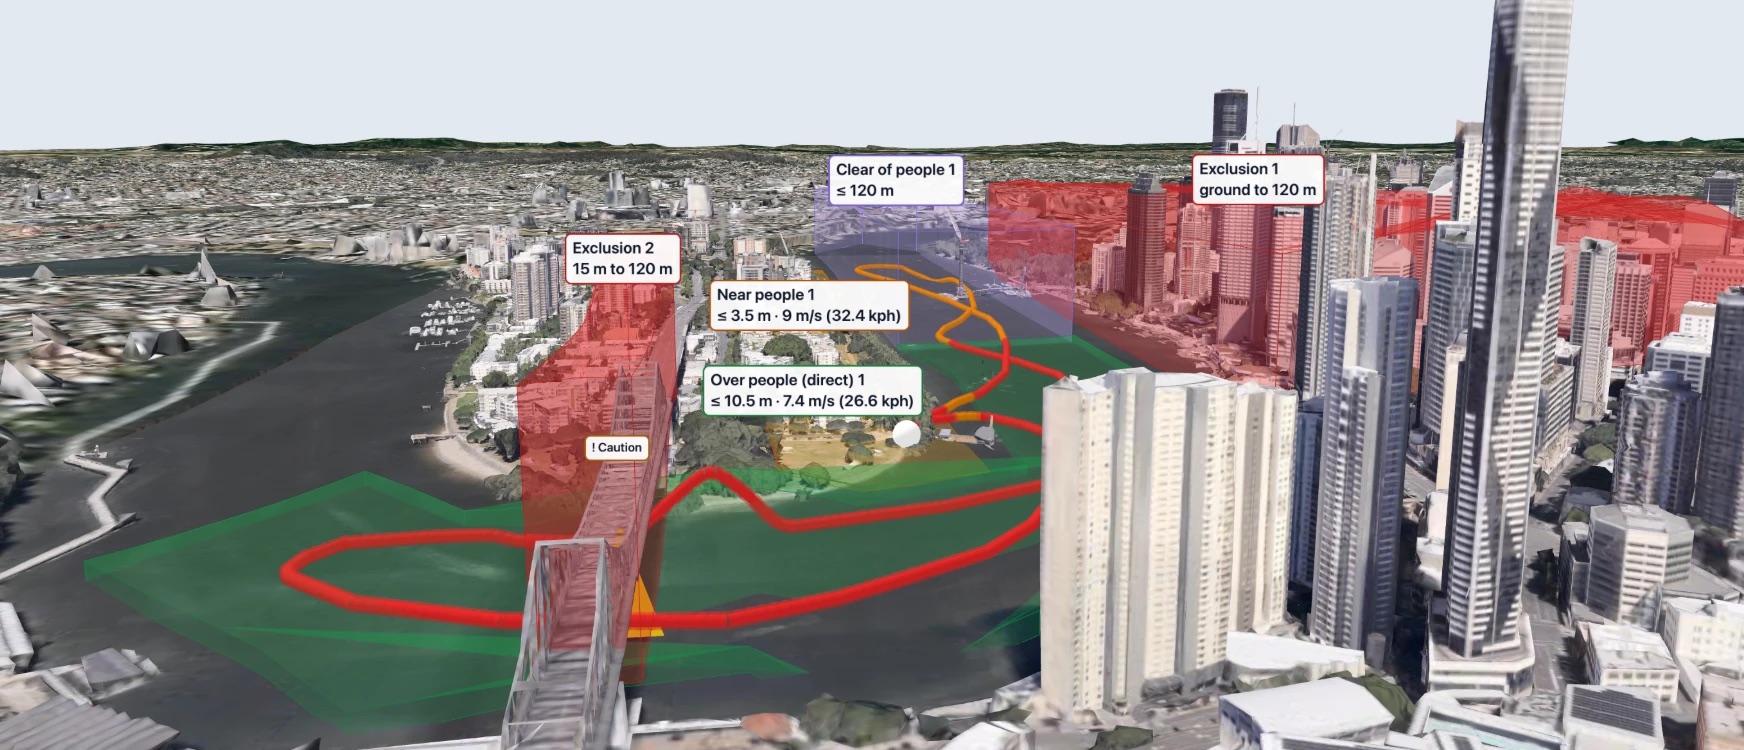 Clear of people 1
≤ 120 m
Exclusion 1
ground to 120 m
Exclusion 2
15 m to 120 m
Near people 1
≤ 3.5 m · 9 m/s (32.4 kph)
Over people (direct) 1
≤ 10.5 m · 7.4 m/s (26.6 kph)
! Caution